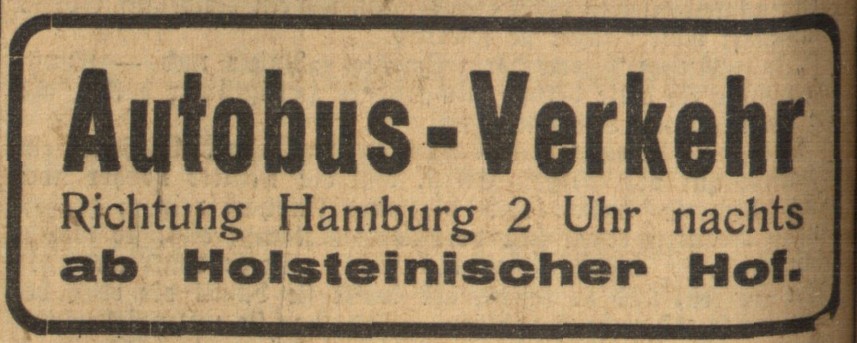 Autobus-Verkehr
Richtung Hamburg 2 Uhr nachts
ab Holsteinischer Hof.